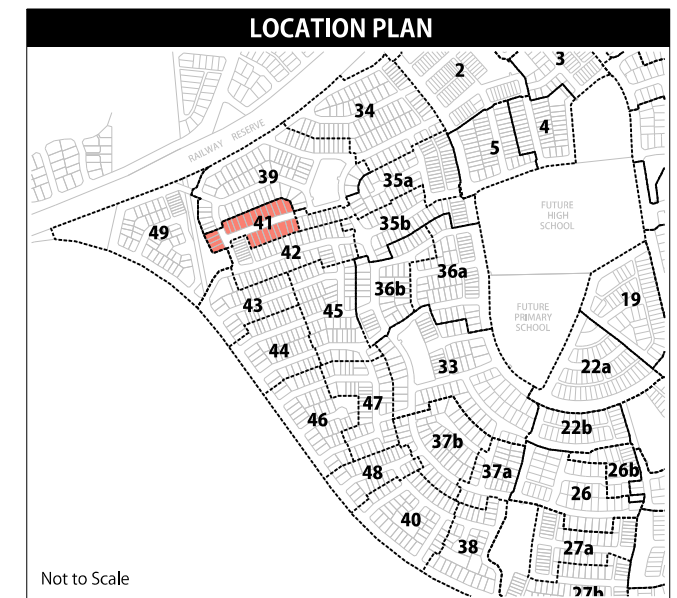 LOCATION PLAN
2
3
34
4
5
RAILWAY RESERVE
39
35a
49
41
35b
FUTURE
HIGH
SCHOOL
42
36a
36b
43
45
19
FUTURE
PRIMARY
SCHOOL
44
33
22a
47
46
22b
37b
48
37a
26b
26
40
38
27a
27b
Not to Scale